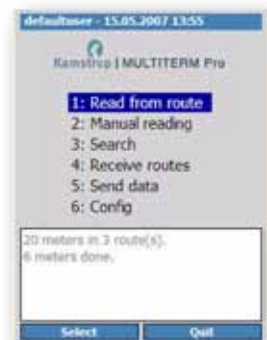 defaultuser - 15.05.2007 13:55
Kamstrup | MULTITERM Pro
1: Read from route
2: Manual reading
3: Search
4: Receive routes
5: Send data
6: Config
20 meters in 3 route(s).
6 meters done.
Select Quit